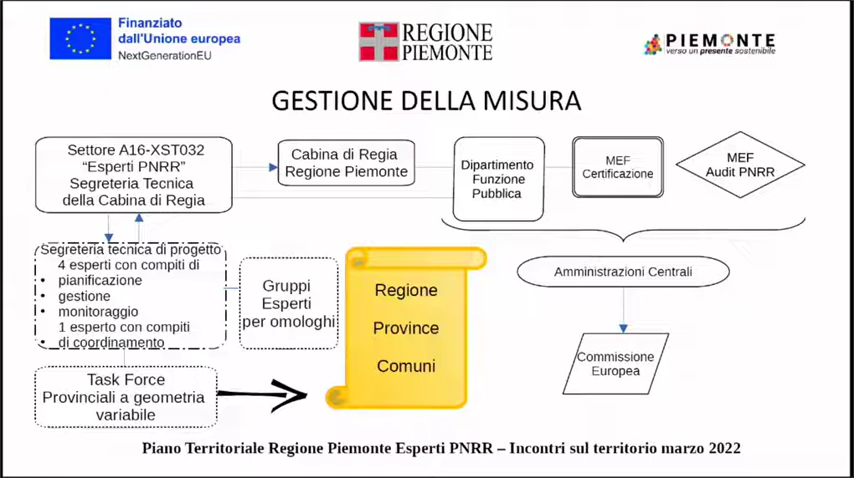 Finanziato
dall'Unione europea
NextGenerationEU
REGIONE
PIEMONTE
PIEMONTE
verso un presente sostenibile
GESTIONE DELLA MISURA
Settore A16-XST032
“Esperti PNRR”
Segreteria Tecnica
della Cabina di Regia
Cabina di Regia
Regione Piemonte
Dipartimento
Funzione
Pubblica
MEF
Certificazione
MEF
Audit PNRR
Segreteria tecnica di progetto
4 esperti con compiti di
• pianificazione
• gestione
• monitoraggio
1 esperto con compiti
• di coordinamento
Gruppi
Esperti
per omologhi
Regione
Province
Comuni
Amministrazioni Centrali
Commissione
Europea
Task Force
Provinciali a geometria
variabile
Piano Territoriale Regione Piemonte Esperti PNRR – Incontri sul territorio marzo 2022